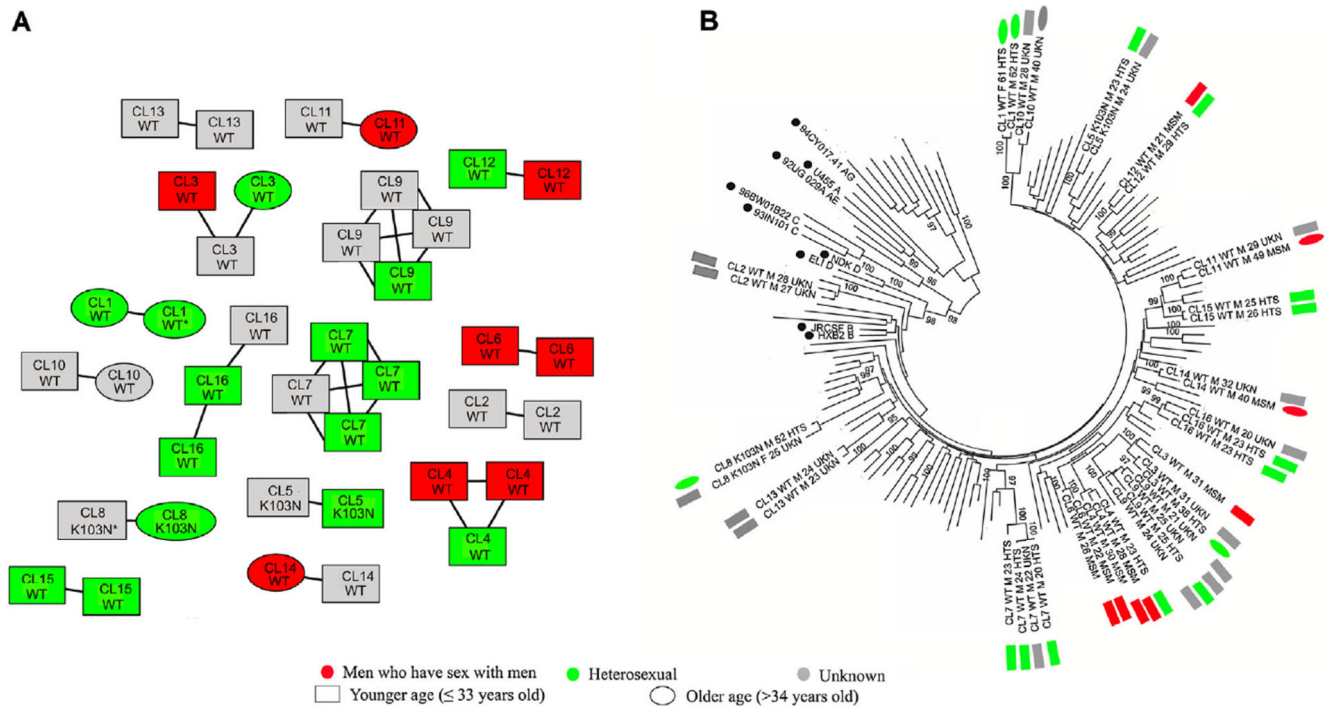 A
CL13
WT
CL13
WT
CL11
WT
CL11
WT
CL12
WT
CL12
WT
CL3
WT
CL3
WT
CL3
WT
CL9
WT
CL9
WT
CL9
WT
CL9
WT
CL1
WT
CL1
WT*
CL16
WT
CL16
WT
CL16
WT
CL10
WT
CL10
WT
CL7
WT
CL7
WT
CL7
WT
CL7
WT
CL6
WT
CL6
WT
CL2
WT
CL2
WT
CL4
WT
CL4
WT
CL4
WT
CL8
K103N*
CL8
K103N
CL5
K103N
CL5
K103N
CL15
WT
CL15
WT
CL14
WT
CL14
WT
B
CL1 WT F 61 HTS
CL1 WT M 62 HTS
CL10 WT M 28 UKN
CL10 WT M 40 UKN
CL5 K103N M 23 HTS
CL5 K103N M 24 UKN
CL12 WT M 21 MSM
CL12 WT M 29 HTS
CL11 WT M 29 UKN
CL11 WT M 49 MSM
CL15 WT M 25 HTS
CL15 WT M 26 HTS
CL14 WT M 32 UKN
CL14 WT M 40 MSM
CL16 WT M 20 UKN
CL16 WT M 23 HTS
CL16 WT M 23 HTS
CL3 WT M 31 MSM
CL3 WT M 31 UKN
CL4 WT M 23 HTS
CL4 WT M 28 MSM
CL7 WT M 20 HTS
CL7 WT M 22 UKN
CL7 WT M 24 HTS
CL7 WT M 23 HTS
CL13 WT M 23 UKN
CL13 WT M 24 UKN
CL8 K103N F 25 UKN
CL8 K103N M 52 HTS
HXB2 B
JRCSF B
CL2 WT M 27 UKN
CL2 WT M 28 UKN
ELI D
NDK D
93IN101 C
96BW01B22 C
92UG 029A AE
U455 A
94CY017.41 AG
Men who have sex with men
Heterosexual
Unknown
Younger age (≤ 33 years old)
Older age (>34 years old)